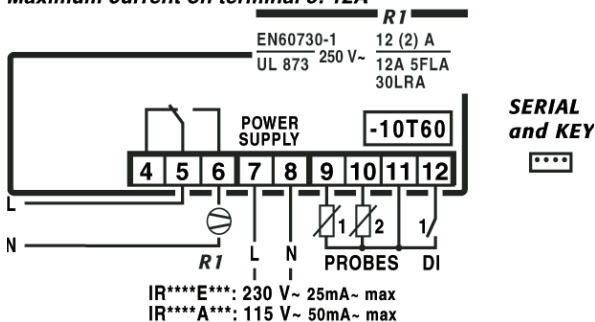 Maximum current on terminal 5: 12A
R1
EN60730-1
UL 873
250 V~
12 (2) A
12A 5FLA
30LRA
SERIAL
and KEY
POWER
SUPPLY
-10T60
4 5 6 7 8 9 10 11 12
L
N
R1
L N
1 2 1
PROBES DI
IR****E***: 230 V~ 25mA~ max
IR****A***: 115 V~ 50mA~ max